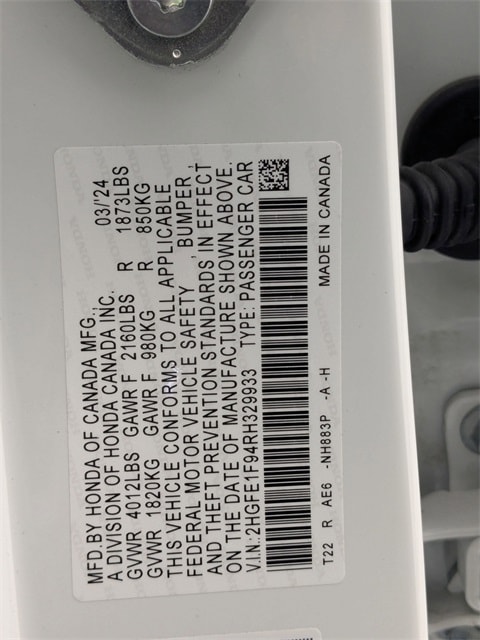 MFD.BY HONDA OF CANADA MFG., 03/'24
A DIVISION OF HONDA CANADA INC.
GVWR 4012LBS GAWR F 2160LBS R 1873LBS
GVWR 1820KG GAWR F 980KG R 850KG
THIS VEHICLE CONFORMS TO ALL APPLICABLE
FEDERAL MOTOR VEHICLE SAFETY, BUMPER,
AND THEFT PREVENTION STANDARDS IN EFFECT
ON THE DATE OF MANUFACTURE SHOWN ABOVE.
V.I.N.:2HGFE1F94RH329933 TYPE: PASSENGER CAR
T22 R AE6 -NH883P -A -H MADE IN CANADA